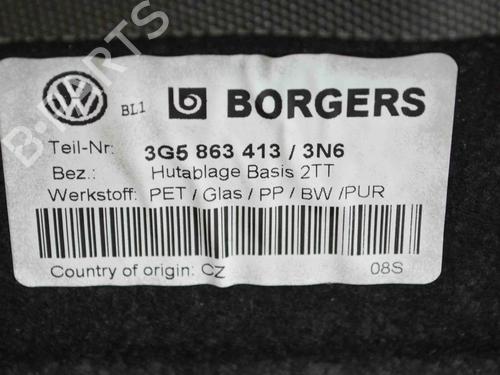 BL1 BORGERS
Teil-Nr: 3G5 863 413 / 3N6
Bez.: Hutablage Basis 2TT
Werkstoff: PET / Glas / PP / BW /PUR
Country of origin: CZ 08S
B-PARTS